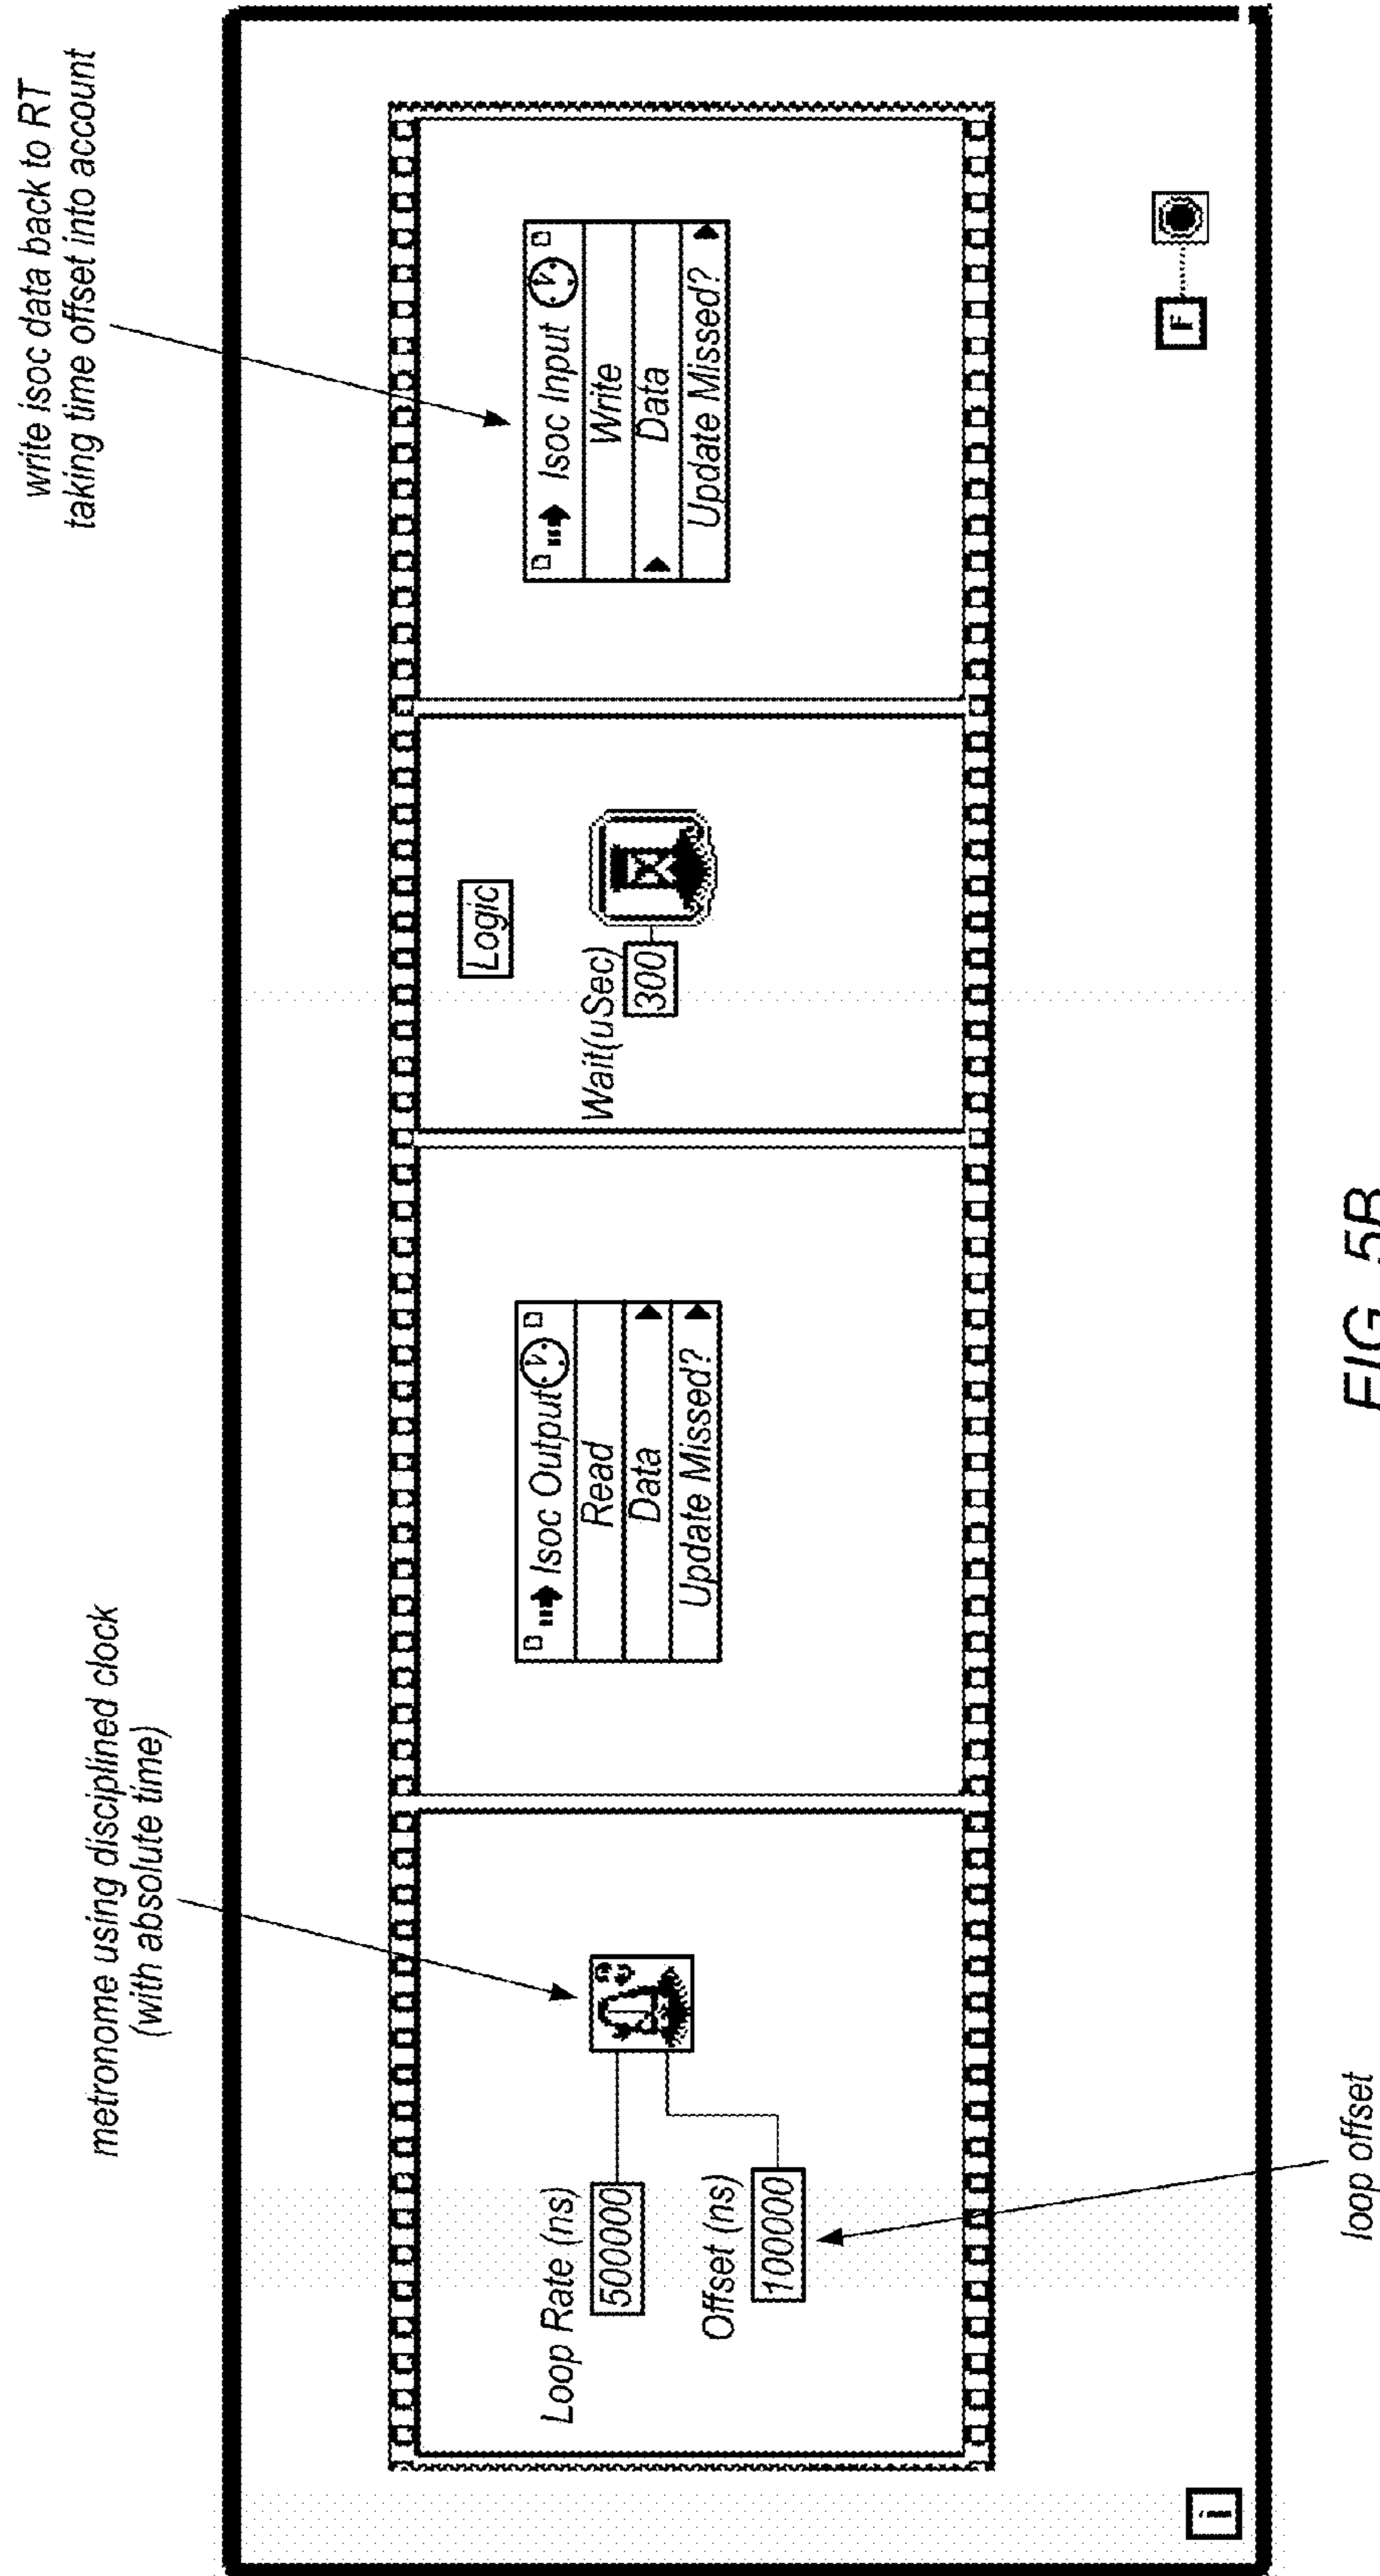 metronome using disciplined clock
(with absolute time)
write isoc data back to RT
taking time offset into account
Loop Rate (ns)
500000
Offset (ns)
100000
Isoc Output
Read
Data
Update Missed?
Logic
Wait(uSec)
300
Isoc Input
Write
Data
Update Missed?
i
F
loop offset
FIG. 5B